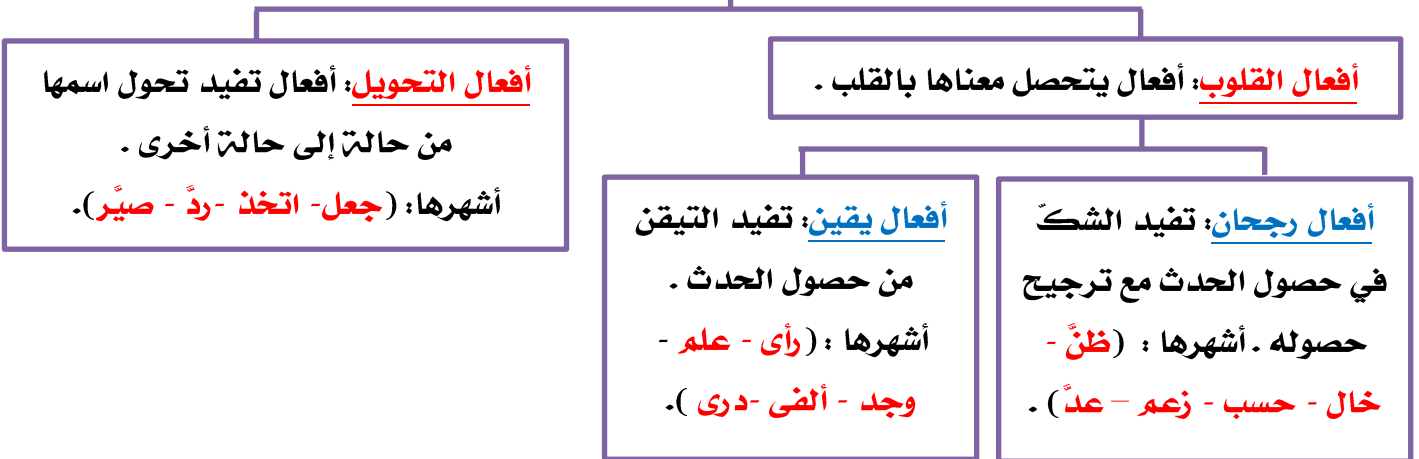 أفعال القلوب: أفعال يتحصل معناها بالقلب .
أفعال رجحان: تفيد الشكّ
في حصول الحدث مع ترجيح
حصوله . أشهرها : (ظنَّ -
خال - حسب - زعم – عدَّ) .
أفعال يقين: تفيد التيقن
من حصول الحدث .
أشهرها : (رأى - علم -
وجد - ألفى -درى ).
أفعال التحويل: أفعال تفيد تحول اسمها
من حالة إلى حالة أخرى .
أشهرها: (جعل- اتخذ -ردَّ - صيَّر).